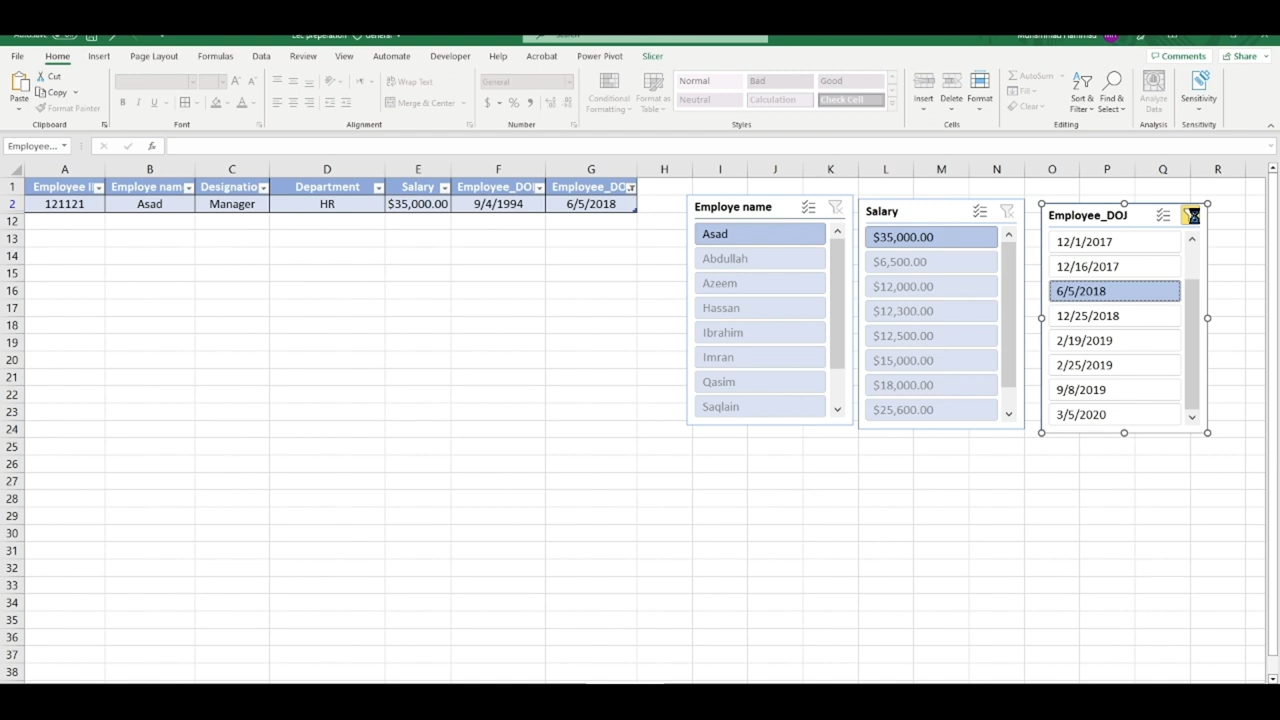 File Home Insert Page Layout Formulas Data Review View Automate Developer Help Acrobat Power Pivot Slicer Comments Share
Cut
Copy
Format Painter
Paste
B I U
Wrap Text
Merge & Center
General
$ % 9
Conditional Formatting
Format as Table
Normal Bad Good
Neutral Calculation Check Cell
Insert Delete Format
AutoSum
Fill
Clear
Sort & Filter
Find & Select
Analyze Data
Sensitivity
Clipboard Font Alignment Number Styles Cells Editing Analysis Sensitivity
Employee... fx
A B C D E F G H I J K L M N O P Q R
1 Employee I Employe nam Designatio Department Salary Employee_DO Employee_DO
2 121121 Asad Manager HR $35,000.00 9/4/1994 6/5/2018
12
13
14
15
16
17
18
19
20
21
22
23
24
25
26
27
28
29
30
31
32
33
34
35
36
37
38
Employe name
Asad
Abdullah
Azeem
Hassan
Ibrahim
Imran
Qasim
Saqlain
Salary
$35,000.00
$6,500.00
$12,000.00
$12,300.00
$12,500.00
$15,000.00
$18,000.00
$25,600.00
Employee_DOJ
12/1/2017
12/16/2017
6/5/2018
12/25/2018
2/19/2019
2/25/2019
9/8/2019
3/5/2020